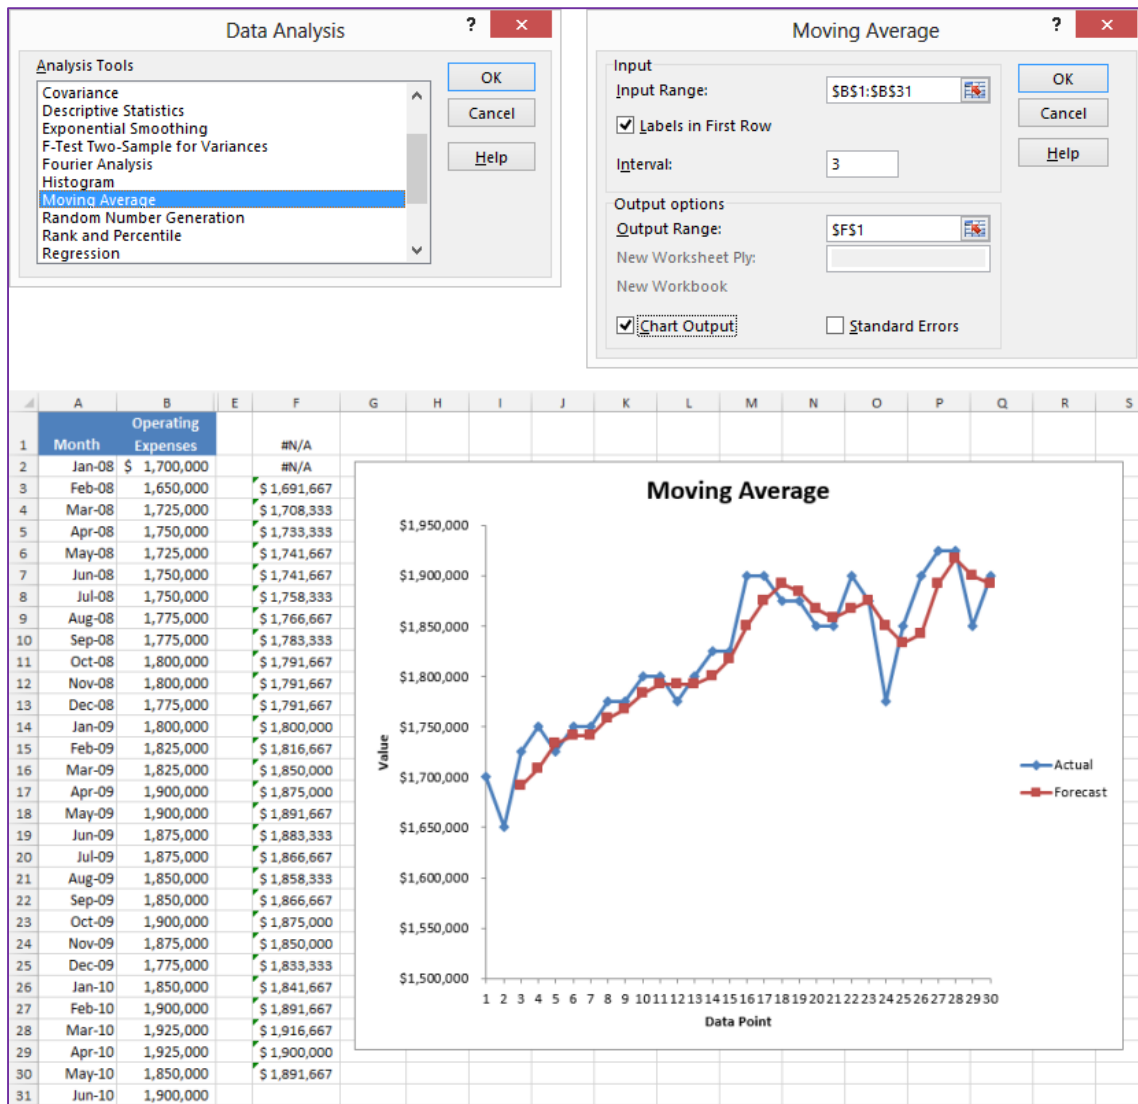 Data Analysis ? ×
Analysis Tools
Covariance
Descriptive Statistics
Exponential Smoothing
F-Test Two-Sample for Variances
Fourier Analysis
Histogram
Moving Average
Random Number Generation
Rank and Percentile
Regression
OK
Cancel
Help
Moving Average ? ×
Input
Input Range: $B$1:$B$31
Labels in First Row
Interval: 3
Output options
Output Range: $F$1
New Worksheet Ply:
New Workbook
Chart Output Standard Errors
OK
Cancel
Help
A B E F G H I J K L M N O P Q R S
Operating
1 Month Expenses #N/A
2 Jan-08 $ 1,700,000 #N/A
3 Feb-08 1,650,000 $ 1,691,667
4 Mar-08 1,725,000 $ 1,708,333
5 Apr-08 1,750,000 $ 1,733,333
6 May-08 1,725,000 $ 1,741,667
7 Jun-08 1,750,000 $ 1,741,667
8 Jul-08 1,750,000 $ 1,758,333
9 Aug-08 1,775,000 $ 1,766,667
10 Sep-08 1,775,000 $ 1,783,333
11 Oct-08 1,800,000 $ 1,791,667
12 Nov-08 1,800,000 $ 1,791,667
13 Dec-08 1,775,000 $ 1,791,667
14 Jan-09 1,800,000 $ 1,800,000
15 Feb-09 1,825,000 $ 1,816,667
16 Mar-09 1,825,000 $ 1,850,000
17 Apr-09 1,900,000 $ 1,875,000
18 May-09 1,900,000 $ 1,891,667
19 Jun-09 1,875,000 $ 1,883,333
20 Jul-09 1,875,000 $ 1,866,667
21 Aug-09 1,850,000 $ 1,858,333
22 Sep-09 1,850,000 $ 1,866,667
23 Oct-09 1,900,000 $ 1,875,000
24 Nov-09 1,875,000 $ 1,850,000
25 Dec-09 1,775,000 $ 1,833,333
26 Jan-10 1,850,000 $ 1,841,667
27 Feb-10 1,900,000 $ 1,891,667
28 Mar-10 1,925,000 $ 1,916,667
29 Apr-10 1,925,000 $ 1,900,000
30 May-10 1,850,000 $ 1,891,667
31 Jun-10 1,900,000
Moving Average
$1,950,000
$1,900,000
$1,850,000
$1,800,000
$1,750,000
$1,700,000
$1,650,000
$1,600,000
$1,550,000
$1,500,000
Value
1 2 3 4 5 6 7 8 9 10 11 12 13 14 15 16 17 18 19 20 21 22 23 24 25 26 27 28 29 30
Data Point
Actual
Forecast